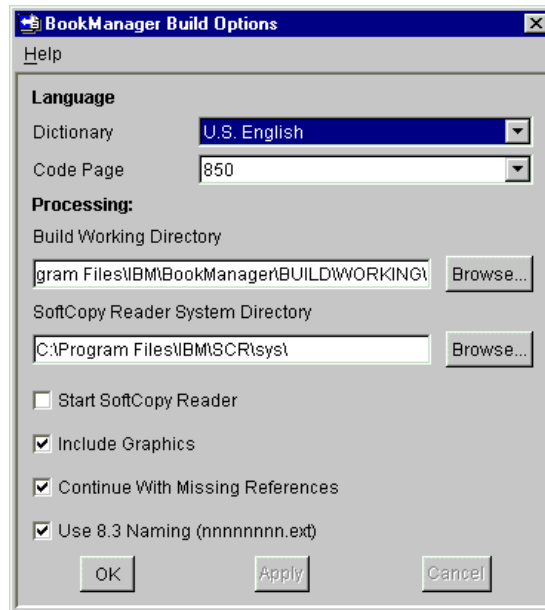 BookManager Build Options
Help
Language
Dictionary U.S. English
Code Page 850
Processing:
Build Working Directory
gram Files\IBM\BookManager\BUILD\WORKING\ Browse...
SoftCopy Reader System Directory
C:\Program Files\IBM\SCR\sys\ Browse...
Start SoftCopy Reader
Include Graphics
Continue With Missing References
Use 8.3 Naming (nnnnnnnn.ext)
OK Apply Cancel